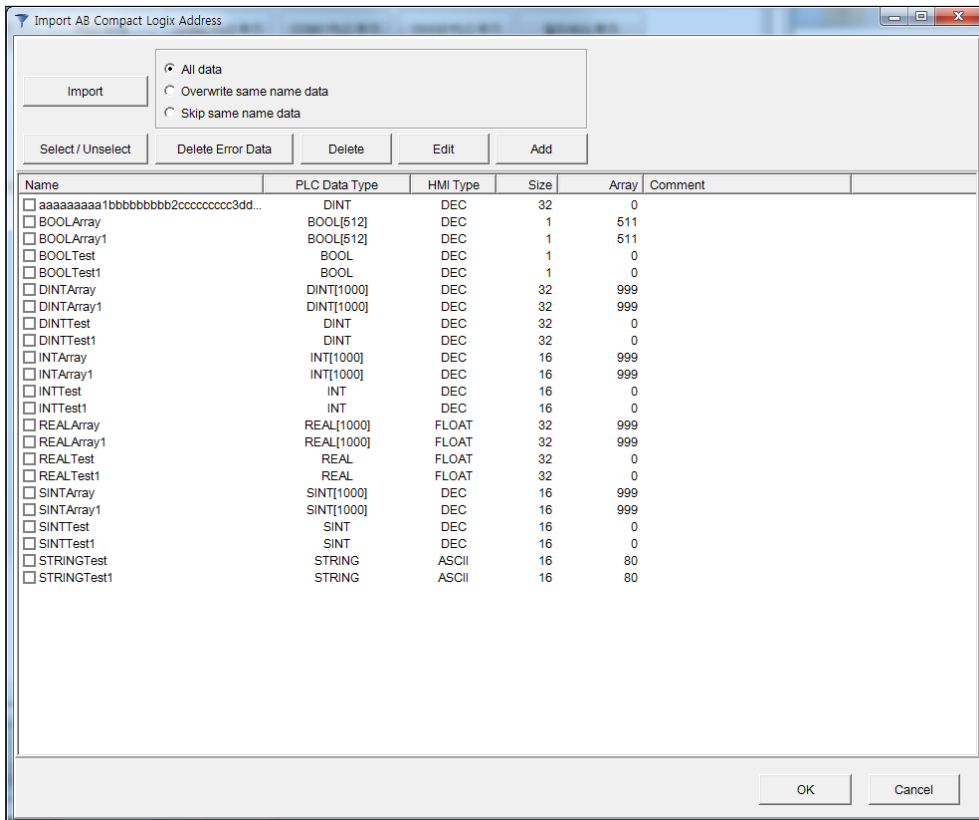 Import AB Compact Logix Address
All data
Import
Overwrite same name data
Skip same name data
Select / Unselect Delete Error Data Delete Edit Add
Name PLC Data Type HMI Type Size Array Comment
aaaaaaaaa1bbbbbbbbb2ccccccccc3dd... DINT DEC 32 0
BOOLArray BOOL[512] DEC 1 511
BOOLArray1 BOOL[512] DEC 1 511
BOOLTest BOOL DEC 1 0
BOOLTest1 BOOL DEC 1 0
DINTArray DINT[1000] DEC 32 999
DINTArray1 DINT[1000] DEC 32 999
DINTTest DINT DEC 32 0
DINTTest1 DINT DEC 32 0
INTArray INT[1000] DEC 16 999
INTArray1 INT[1000] DEC 16 999
INTTest INT DEC 16 0
INTTest1 INT DEC 16 0
REALArray REAL[1000] FLOAT 32 999
REALArray1 REAL[1000] FLOAT 32 999
REALTest REAL FLOAT 32 0
REALTest1 REAL FLOAT 32 0
SINTArray SINT[1000] DEC 16 999
SINTArray1 SINT[1000] DEC 16 999
SINTTest SINT DEC 16 0
SINTTest1 SINT DEC 16 0
STRINGTest STRING ASCII 16 80
STRINGTest1 STRING ASCII 16 80
OK Cancel